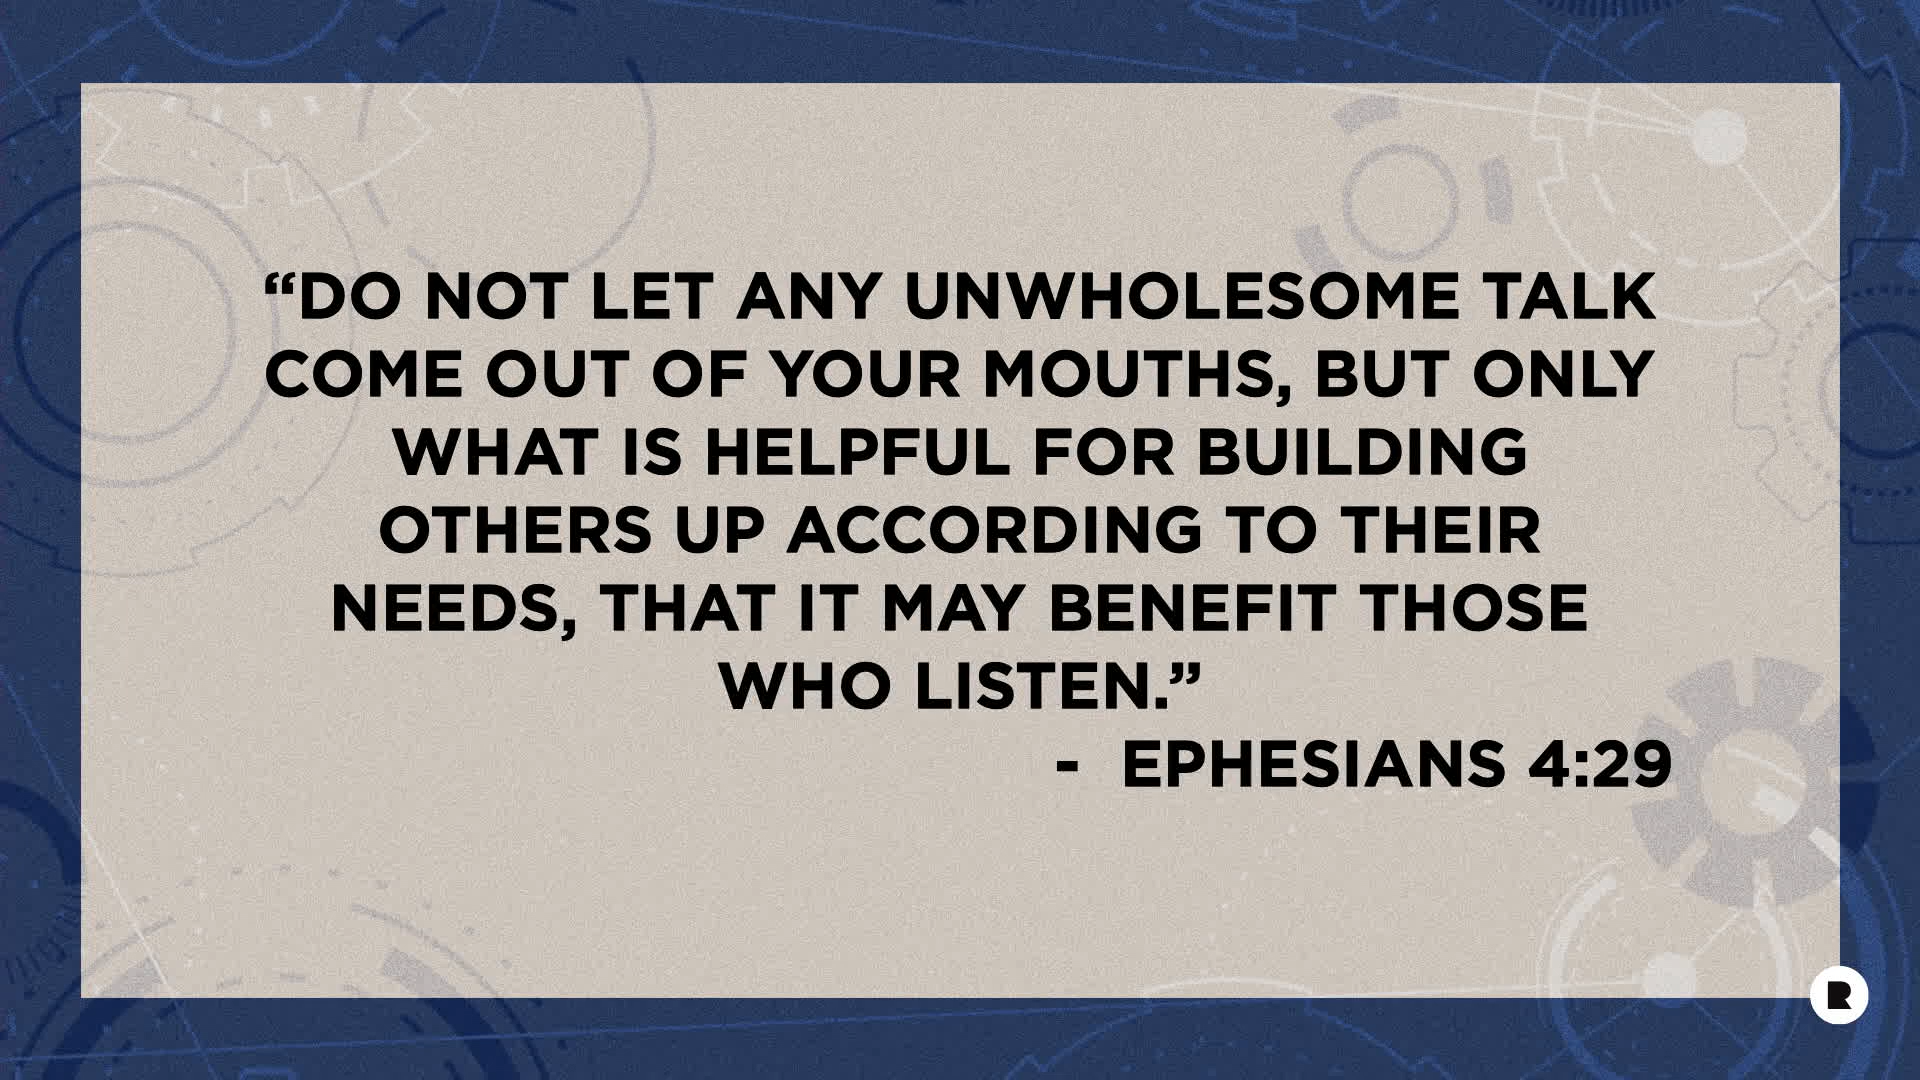 “DO NOT LET ANY UNWHOLESOME TALK
COME OUT OF YOUR MOUTHS, BUT ONLY
WHAT IS HELPFUL FOR BUILDING
OTHERS UP ACCORDING TO THEIR
NEEDS, THAT IT MAY BENEFIT THOSE
WHO LISTEN.”
- EPHESIANS 4:29
R